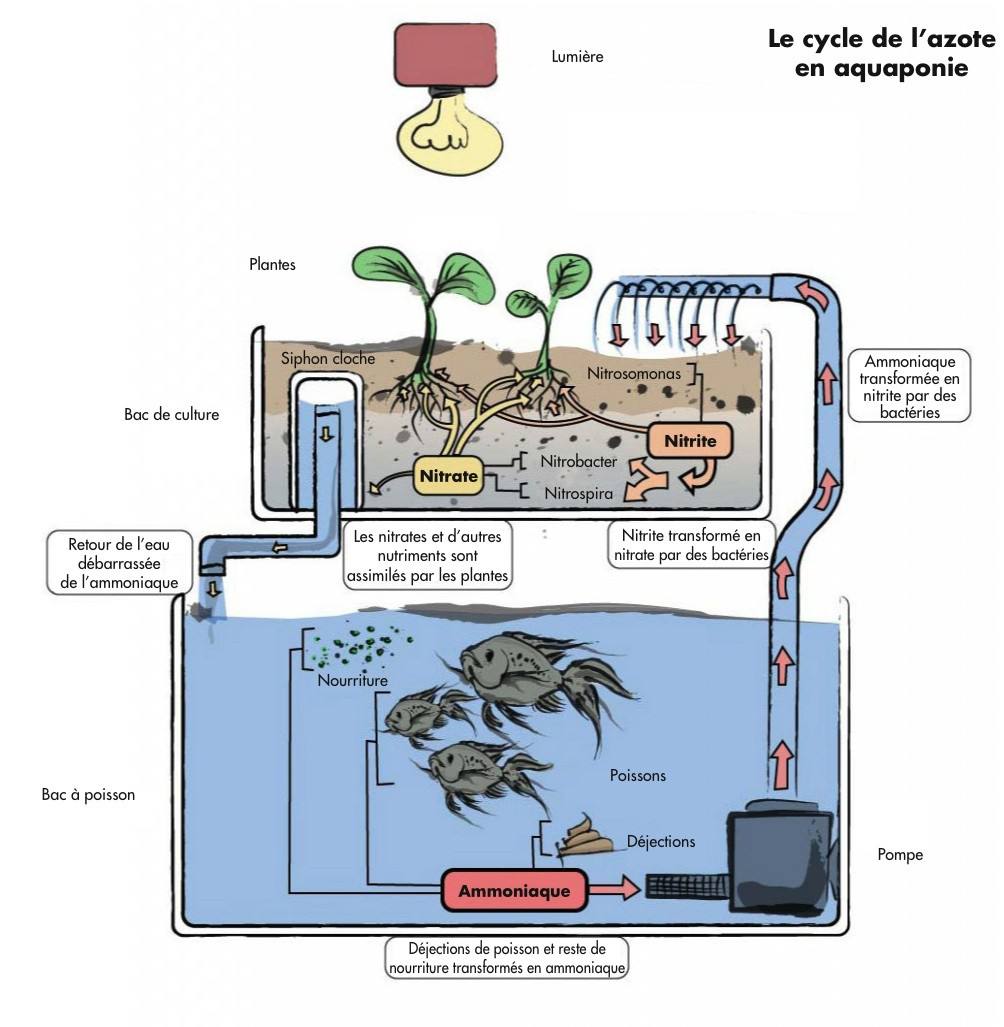 Le cycle de l’azote
en aquaponie
Lumière
Plantes
Siphon cloche
Nitrosomonas
Ammoniaque
transformée en
nitrite par des
bactéries
Bac de culture
Nitrite
Nitrate
Nitrobacter
Nitrospira
Retour de l’eau
débarrassée
de l’ammoniaque
Les nitrates et d’autres
nutriments sont
assimilés par les plantes
Nitrite transformé en
nitrate par des bactéries
Nourriture
Poissons
Bac à poisson
Déjections
Pompe
Ammoniaque
Déjections de poisson et reste de
nourriture transformés en ammoniaque